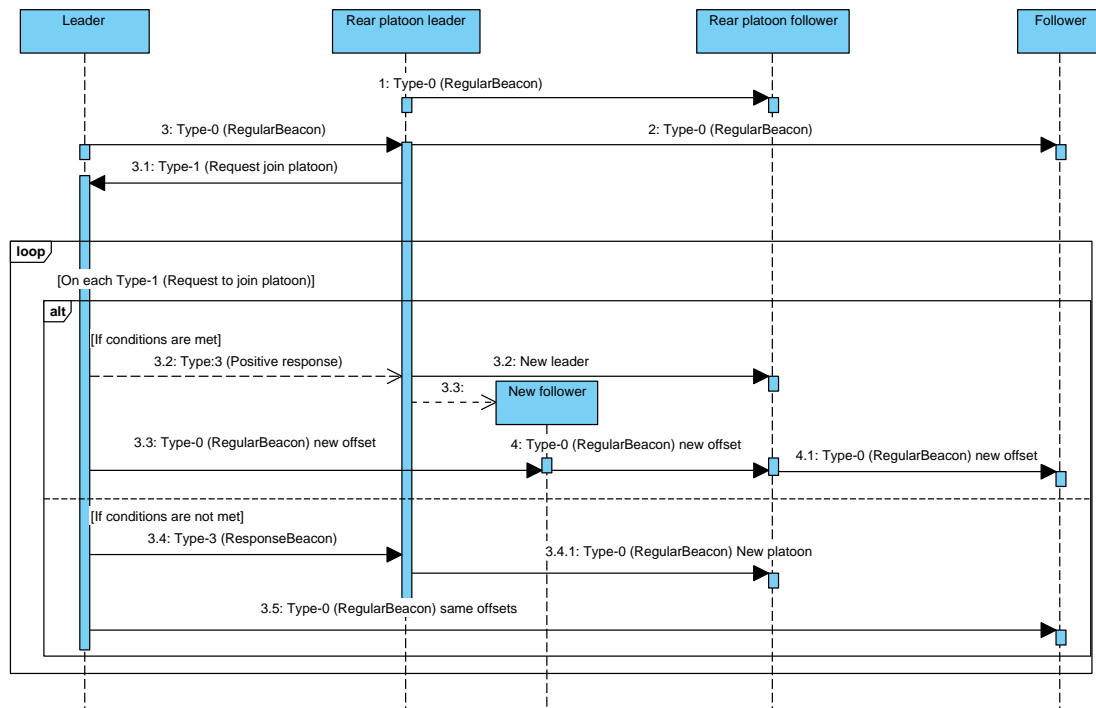 Leader
Rear platoon leader
Rear platoon follower
Follower
1: Type-0 (RegularBeacon)
3: Type-0 (RegularBeacon)
2: Type-0 (RegularBeacon)
3.1: Type-1 (Request join platoon)
loop
[On each Type-1 (Request to join platoon)]
alt
[If conditions are met]
3.2: Type:3 (Positive response)
3.2: New leader
3.3:
New follower
3.3: Type-0 (RegularBeacon) new offset
4: Type-0 (RegularBeacon) new offset
4.1: Type-0 (RegularBeacon) new offset
[If conditions are not met]
3.4: Type-3 (ResponseBeacon)
3.4.1: Type-0 (RegularBeacon) New platoon
3.5: Type-0 (RegularBeacon) same offsets